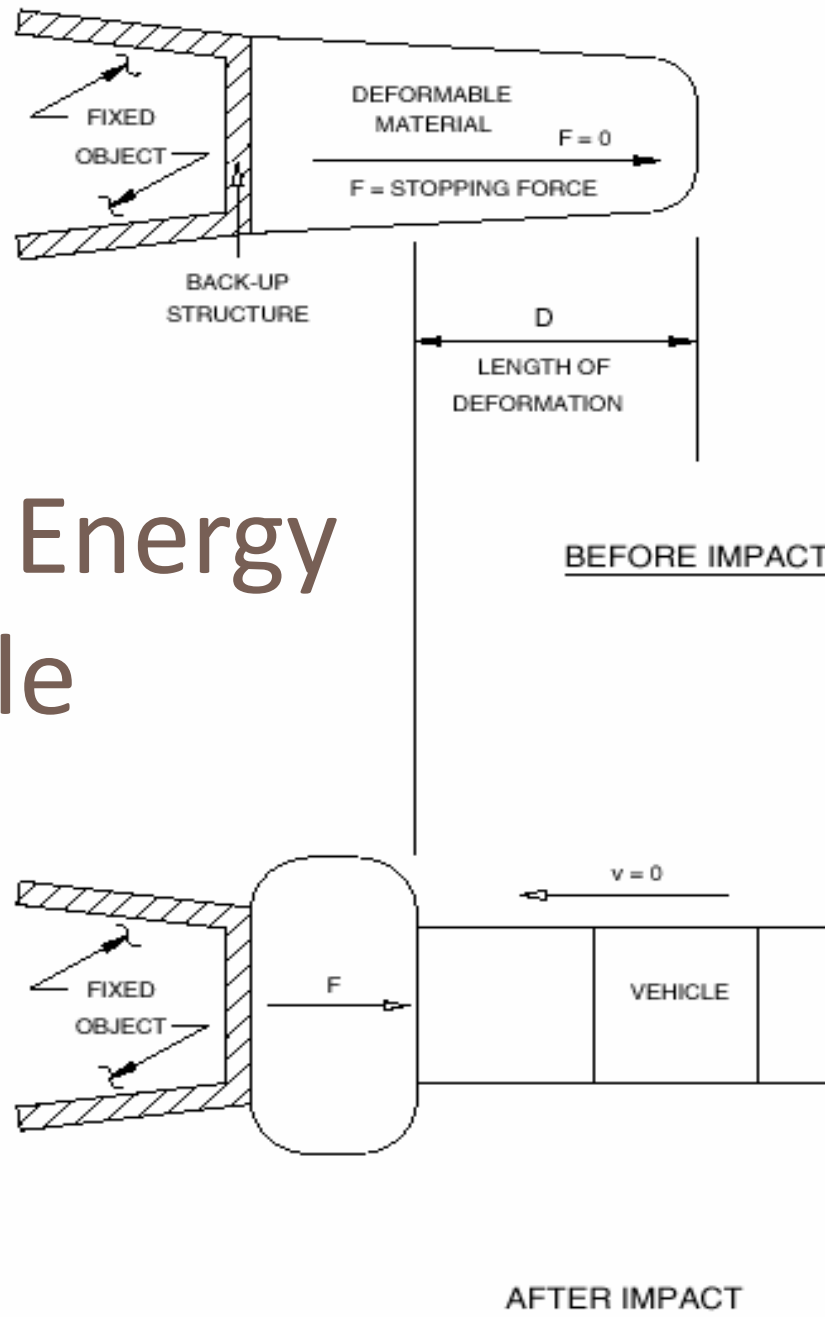 FIXED
OBJECT
DEFORMABLE
MATERIAL
F = 0
F = STOPPING FORCE
BACK-UP
STRUCTURE
D
LENGTH OF
DEFORMATION
Energy
le
BEFORE IMPACT
v = 0
FIXED
OBJECT
F
VEHICLE
AFTER IMPACT